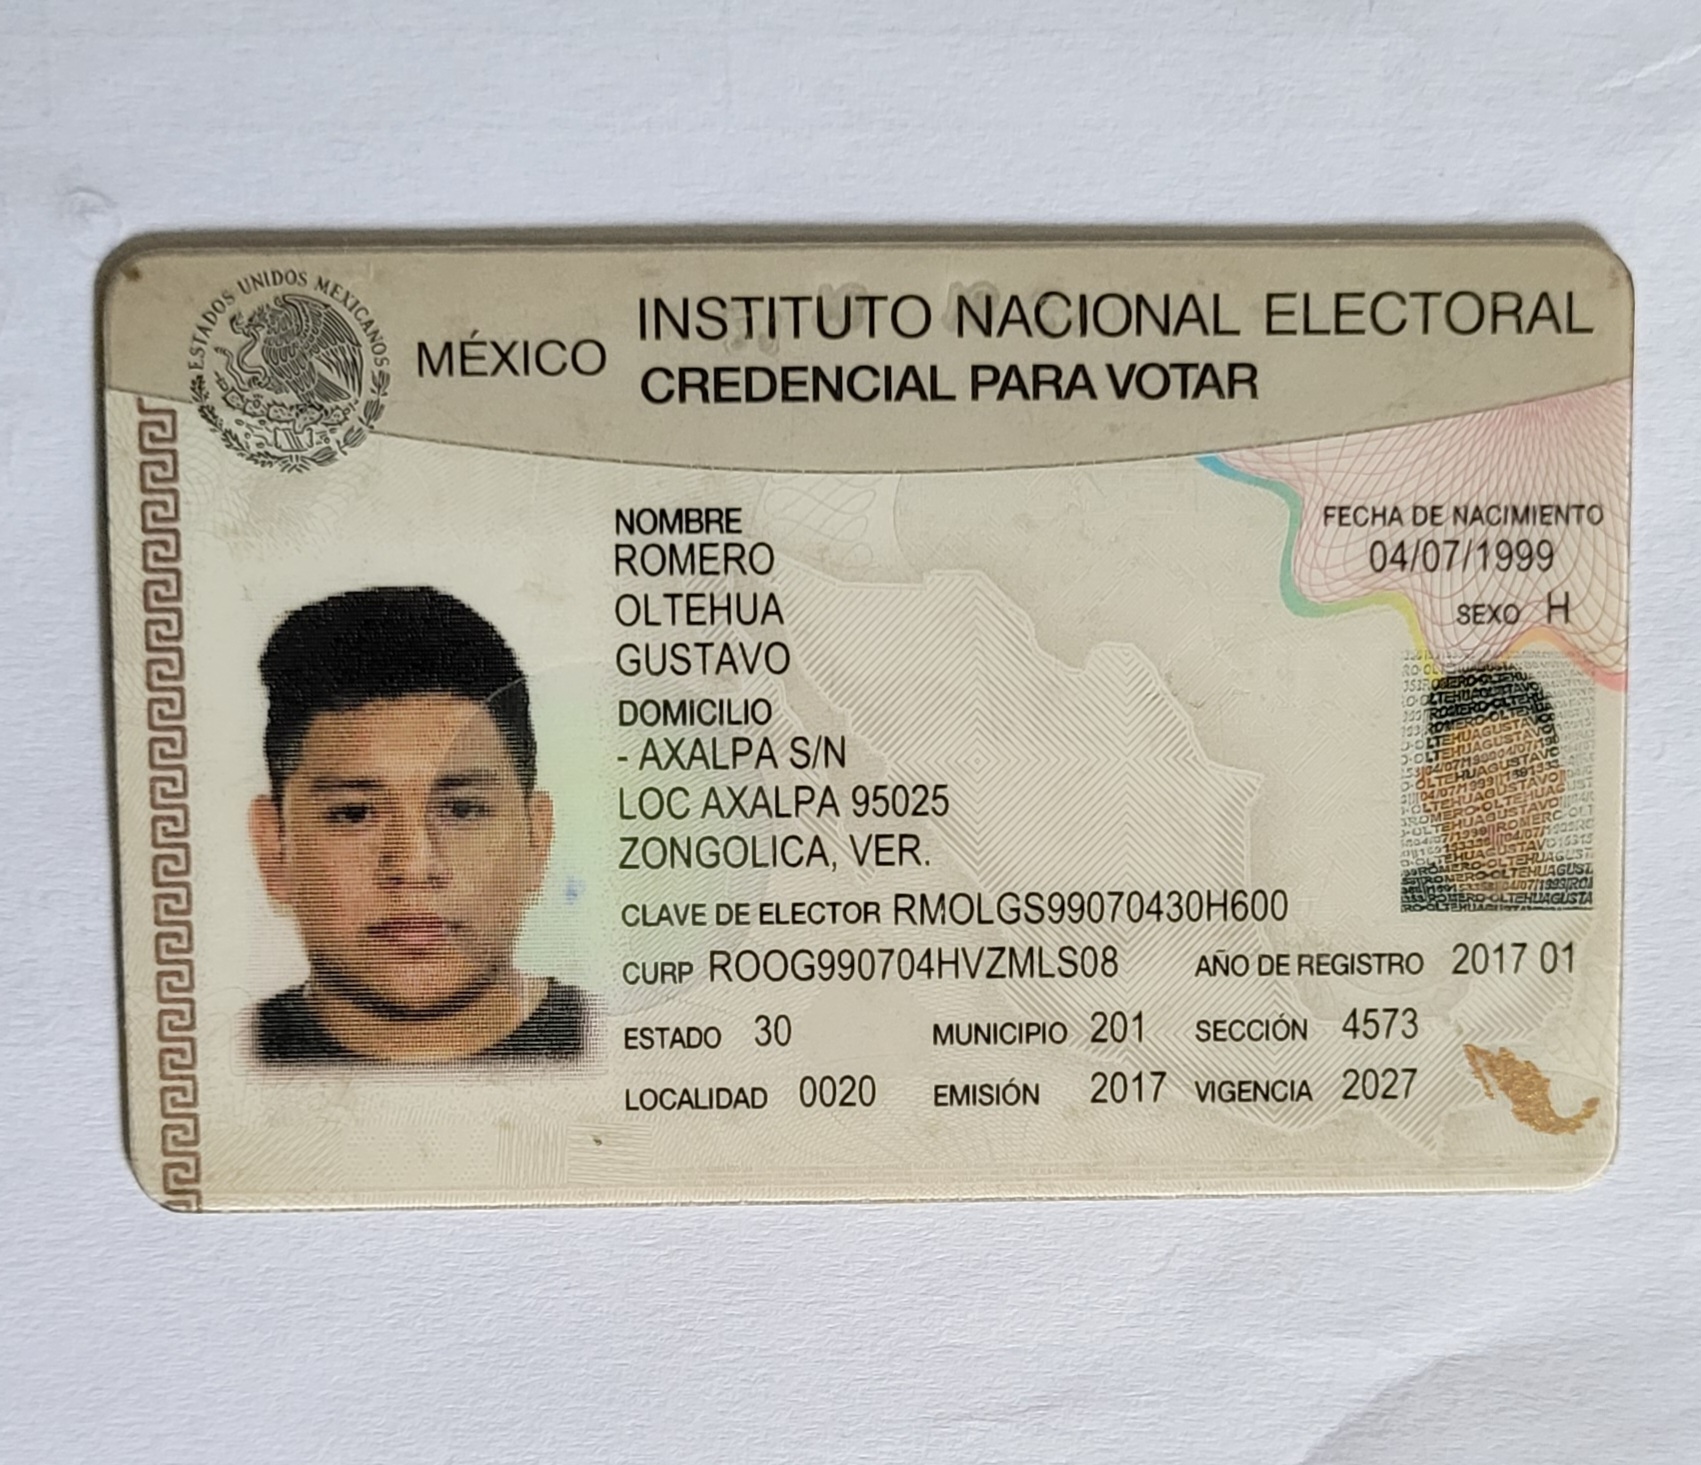 ESTADOS UNIDOS MEXICANOS
MÉXICO
INSTITUTO NACIONAL ELECTORAL
CREDENCIAL PARA VOTAR
NOMBRE
ROMERO
OLTEHUA
GUSTAVO
DOMICILIO
- AXALPA S/N
LOC AXALPA 95025
ZONGOLICA, VER.
FECHA DE NACIMIENTO
04/07/1999
SEXO H
CLAVE DE ELECTOR RMOLGS99070430H600
CURP ROOG990704HVZMLS08 AÑO DE REGISTRO 2017 01
ESTADO 30 MUNICIPIO 201 SECCIÓN 4573
LOCALIDAD 0020 EMISIÓN 2017 VIGENCIA 2027